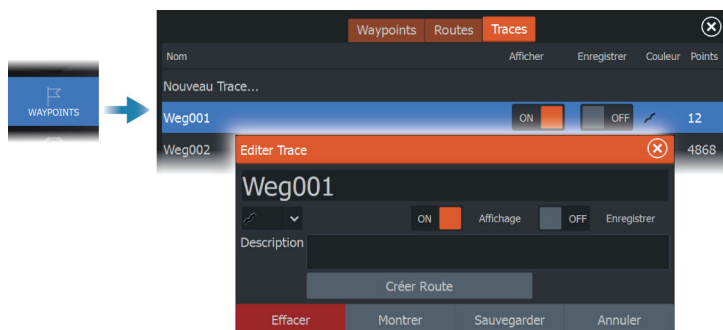 Waypoints Routes Traces
Nom Afficher Enregistrer Couleur Points
Nouveau Trace...
WAYPOINTS
Weg001 ON OFF 12
Weg002 4868
Editer Trace
Weg001
ON Affichage OFF Enregistrer
Description
Créer Route
Effacer Montrer Sauvegarder Annuler